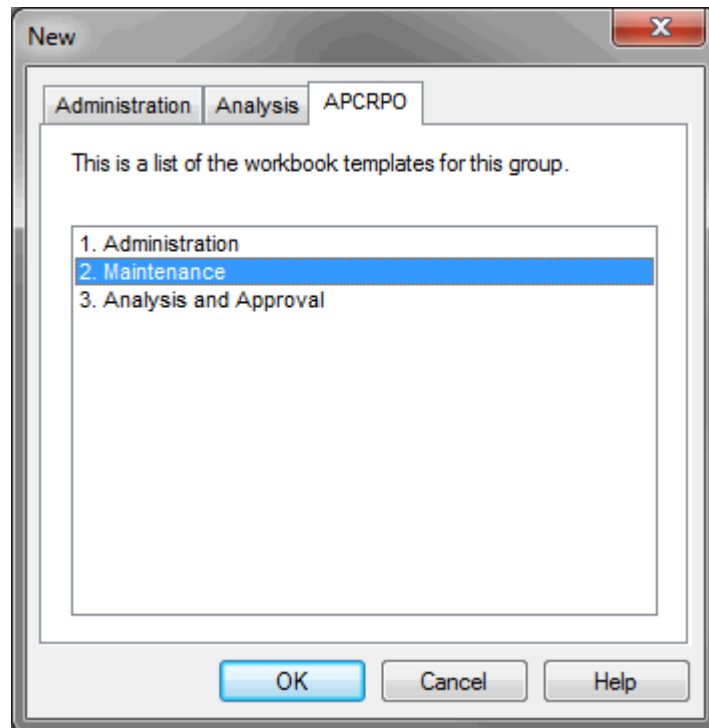 New
Administration Analysis APCRPO
This is a list of the workbook templates for this group.
1. Administration
2. Maintenance
3. Analysis and Approval
OK Cancel Help